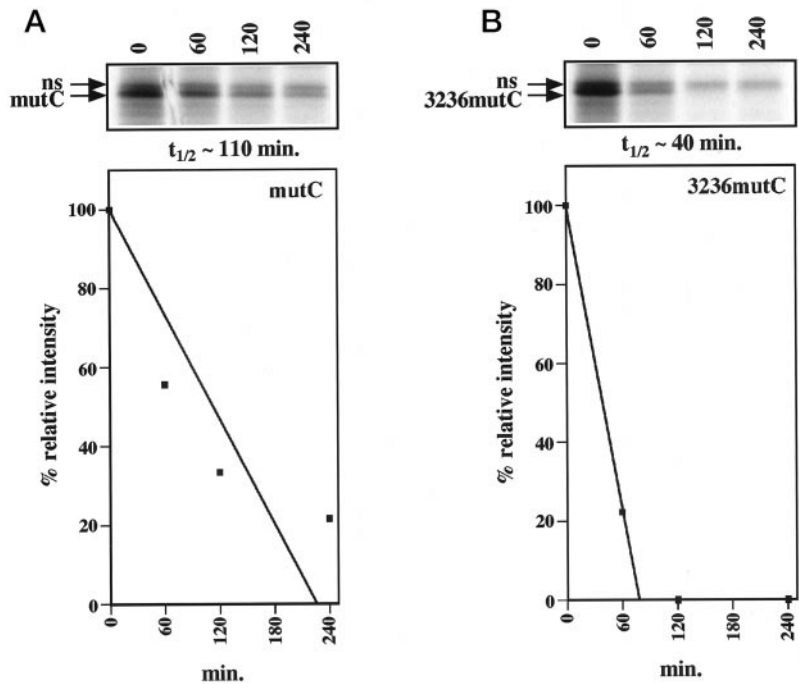 A
0 60 120 240
ns
mutC
t1/2 ~ 110 min.
mutC
% relative intensity
100
80
60
40
20
0
0 60 120 180 240
min.
B
0 60 120 240
ns
3236mutC
t1/2 ~ 40 min.
3236mutC
% relative intensity
100
80
60
40
20
0
0 60 120 180 240
min.